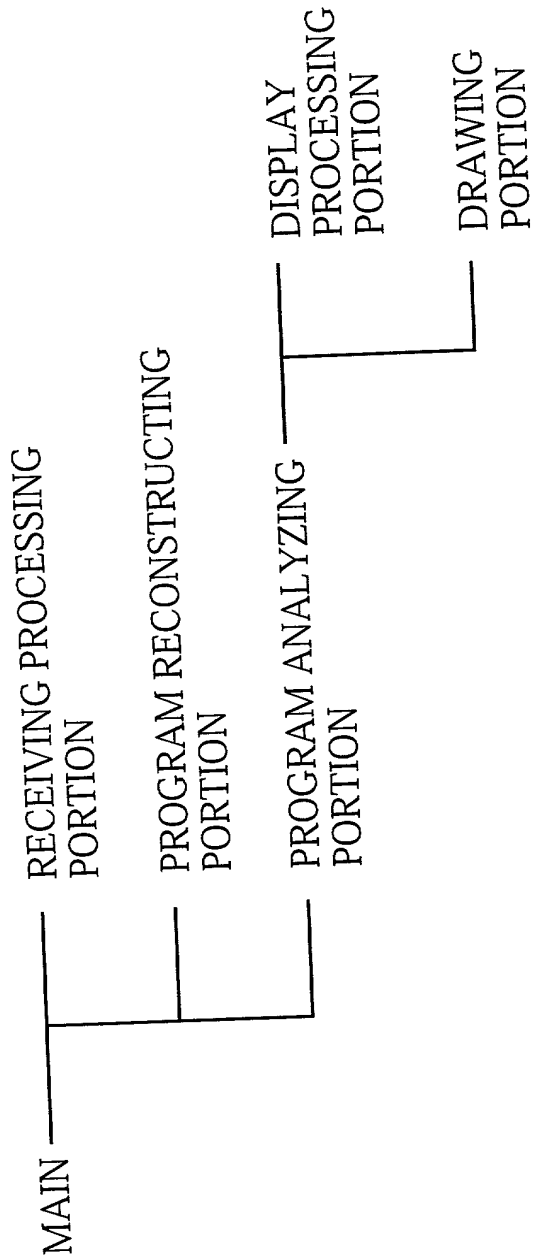 MAIN
RECEIVING PROCESSING
PORTION
PROGRAM RECONSTRUCTING
PORTION
PROGRAM ANALYZING
PORTION
DISPLAY
PROCESSING
PORTION
DRAWING
PORTION